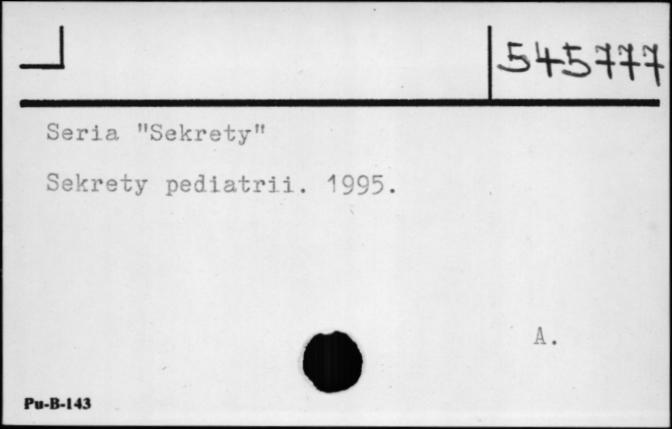 545777
Seria "Sekrety"
Sekrety pediatrii. 1995.
A.
Pu-B-143